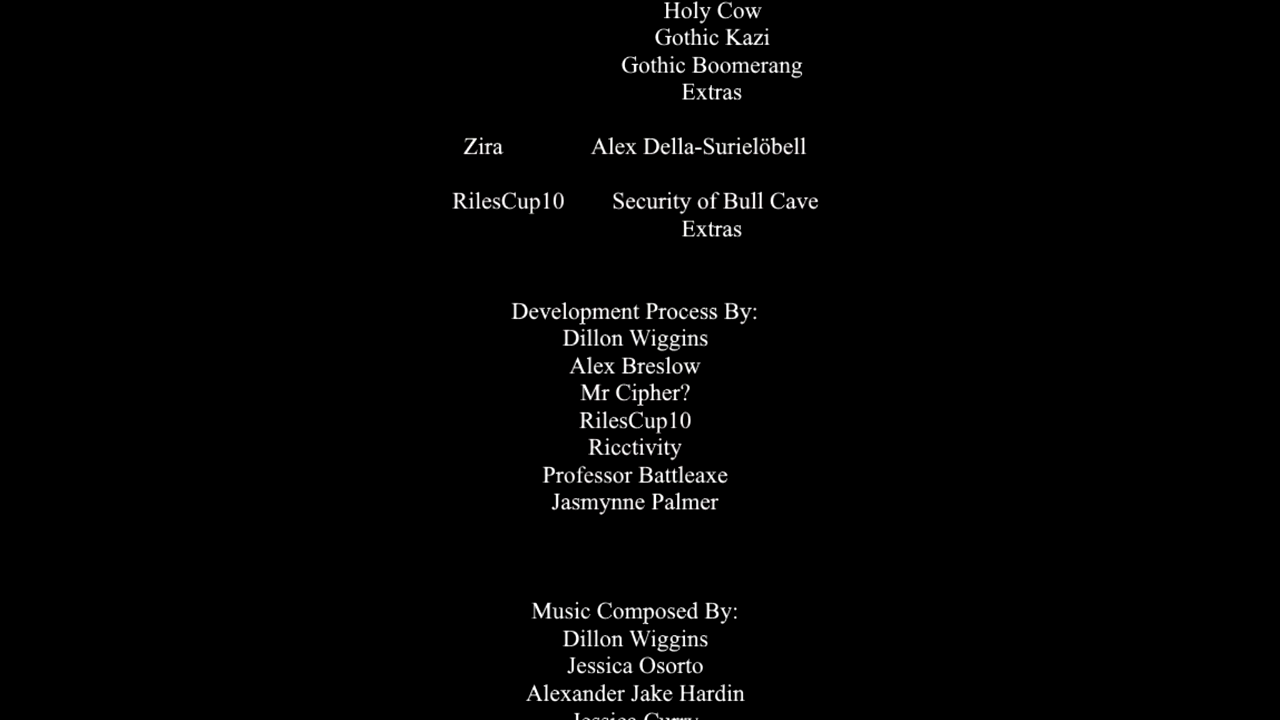 Holy Cow
Gothic Kazi
Gothic Boomerang
Extras
Zira Alex Della-Surielöbell
RilesCup10 Security of Bull Cave
Extras
Development Process By:
Dillon Wiggins
Alex Breslow
Mr Cipher?
RilesCup10
Ricctivity
Professor Battleaxe
Jasmynne Palmer
Music Composed By:
Dillon Wiggins
Jessica Osorto
Alexander Jake Hardin
Jessica Curry